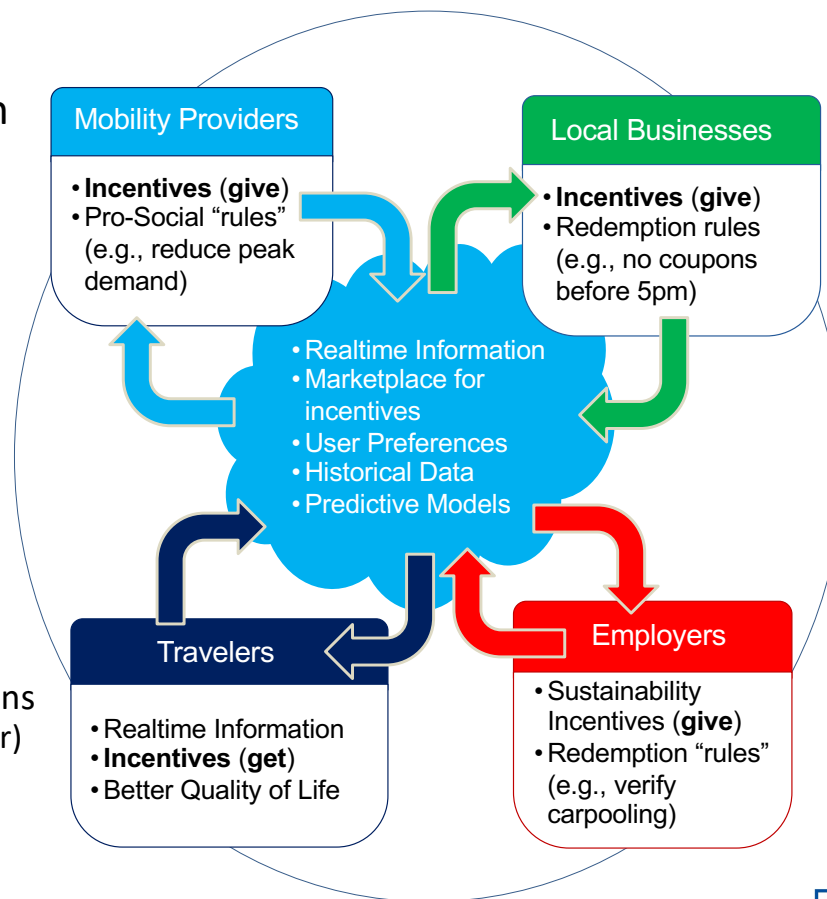 n
Mobility Providers
• Incentives (give)
• Pro-Social “rules”
(e.g., reduce peak
demand)
Local Businesses
• Incentives (give)
• Redemption rules
(e.g., no coupons
before 5pm)
• Realtime Information
• Marketplace for
incentives
• User Preferences
• Historical Data
• Predictive Models
ns
r)
Travelers
• Realtime Information
• Incentives (get)
• Better Quality of Life
Employers
• Sustainability
Incentives (give)
• Redemption “rules”
(e.g., verify
carpooling)